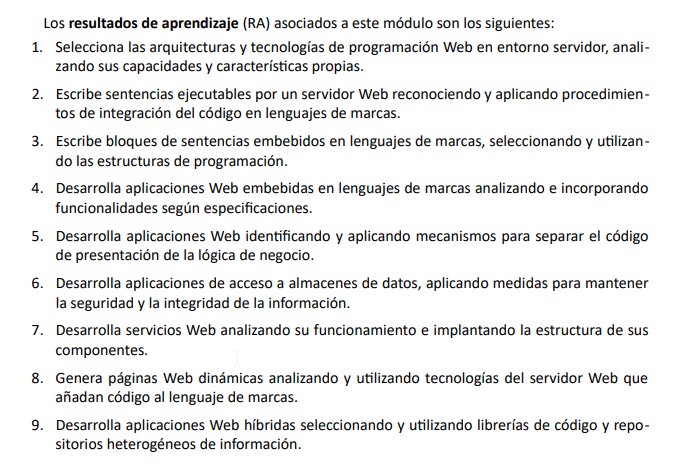 Los resultados de aprendizaje (RA) asociados a este módulo son los siguientes:
1. Selecciona las arquitecturas y tecnologías de programación Web en entorno servidor, anali-
zando sus capacidades y características propias.
2. Escribe sentencias ejecutables por un servidor Web reconociendo y aplicando procedimien-
tos de integración del código en lenguajes de marcas.
3. Escribe bloques de sentencias embebidos en lenguajes de marcas, seleccionando y utilizan-
do las estructuras de programación.
4. Desarrolla aplicaciones Web embebidas en lenguajes de marcas analizando e incorporando
funcionalidades según especificaciones.
5. Desarrolla aplicaciones Web identificando y aplicando mecanismos para separar el código
de presentación de la lógica de negocio.
6. Desarrolla aplicaciones de acceso a almacenes de datos, aplicando medidas para mantener
la seguridad y la integridad de la información.
7. Desarrolla servicios Web analizando su funcionamiento e implantando la estructura de sus
componentes.
8. Genera páginas Web dinámicas analizando y utilizando tecnologías del servidor Web que
añadan código al lenguaje de marcas.
9. Desarrolla aplicaciones Web híbridas seleccionando y utilizando librerías de código y repo-
sitorios heterogéneos de información.